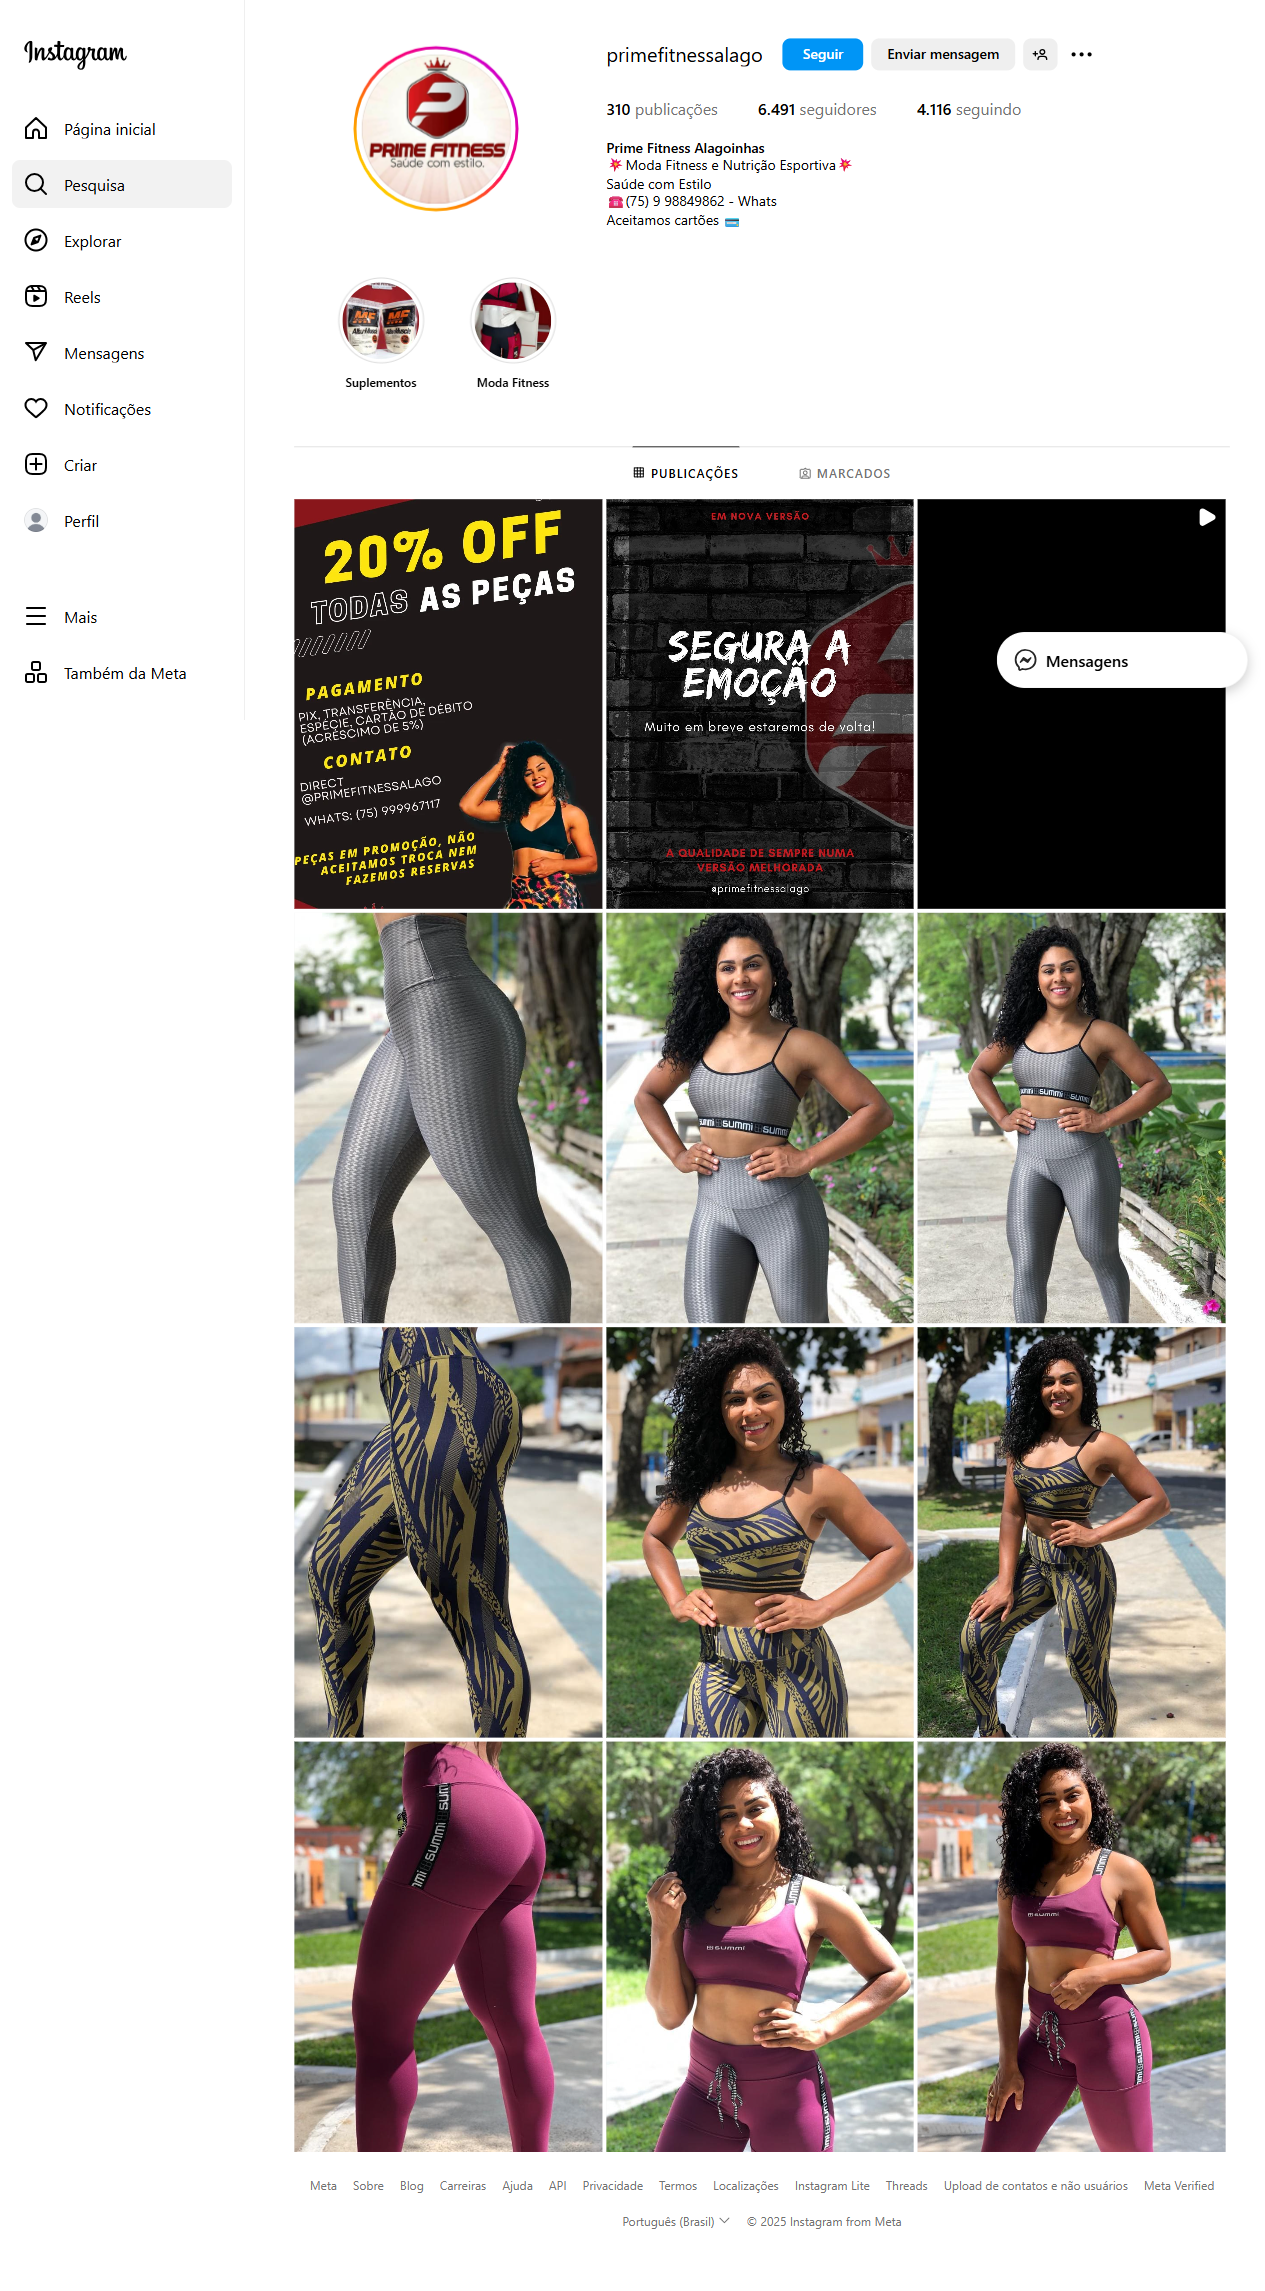 Instagram
Página inicial
Pesquisa
Explorar
Reels
Mensagens
Notificações
Criar
Perfil
Mais
Também da Meta
PRIME FITNESS
Saúde com estilo.
primefitnessalago
Seguir
Enviar mensagem
310 publicações
6.491 seguidores
4.116 seguindo
Prime Fitness Alagoinhas
💥Moda Fitness e Nutrição Esportiva💥
Saúde com Estilo
☎️(75) 9 98849862 - Whats
Aceitamos cartões 💳
MF
MF
Suplementos
Moda Fitness
PUBLICAÇÕES
MARCADOS
20% OFF
TODAS AS PEÇAS
PAGAMENTO
PIX, TRANSFERÊNCIA,
ESPÉCIE, CARTÃO DE DÉBITO
(ACRÉSCIMO DE 5%)
CONTATO
DIRECT
@PRIMEFITNESSALAGO
WHATS: (75) 999967117
PEÇAS EM PROMOÇÃO, NÃO
ACEITAMOS TROCA NEM
FAZEMOS RESERVAS
EM NOVA VERSÃO
SEGURA A
EMOÇÃO
Muito em breve estaremos de volta!
A QUALIDADE DE SEMPRE NUMA
VERSÃO MELHORADA
@primefitnessalago
Mensagens
SUMMI
SUMMI
SUMMI
SUMMI
SUMMI
Meta
Sobre
Blog
Carreiras
Ajuda
API
Privacidade
Termos
Localizações
Instagram Lite
Threads
Upload de contatos e não usuários
Meta Verified
Português (Brasil)
© 2025 Instagram from Meta